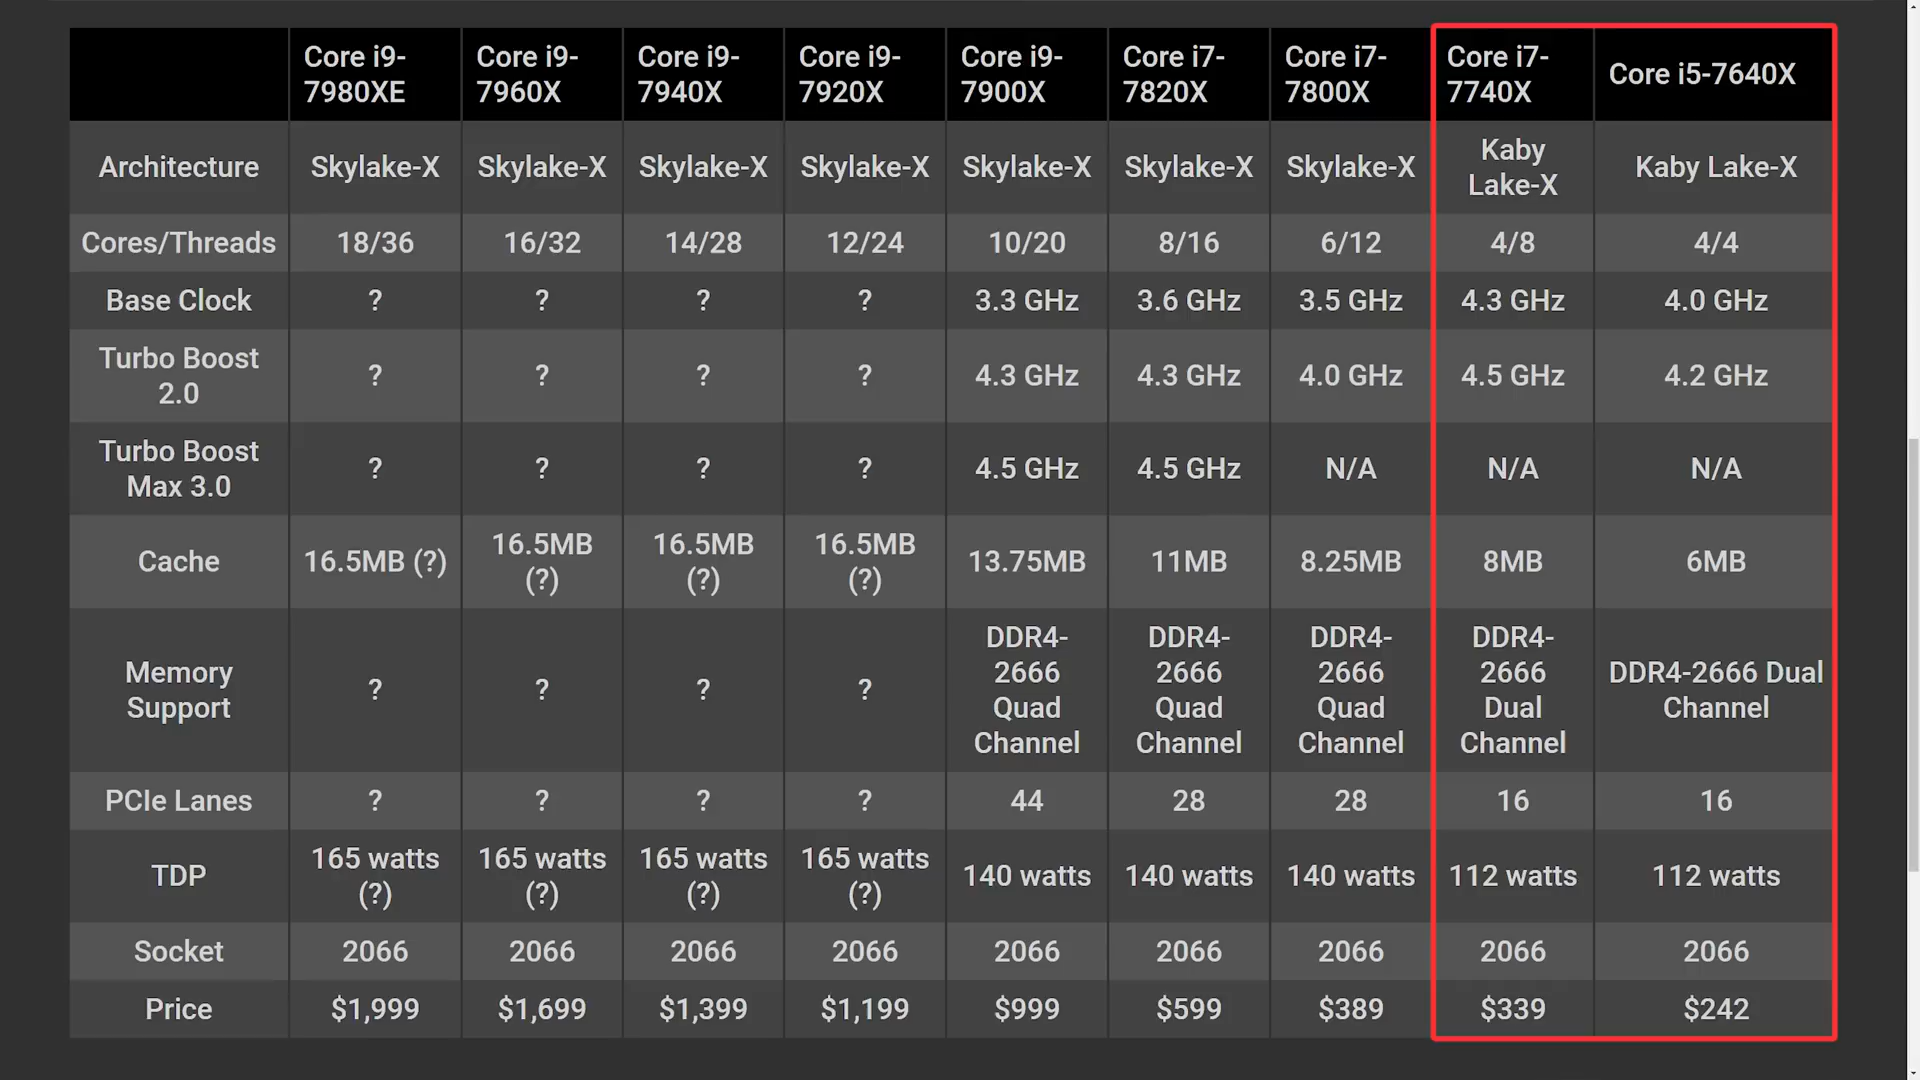 Core i9-7980XE Core i9-7960X Core i9-7940X Core i9-7920X Core i9-7900X Core i7-7820X Core i7-7800X Core i7-7740X Core i5-7640X
Architecture Skylake-X Skylake-X Skylake-X Skylake-X Skylake-X Skylake-X Skylake-X Kaby Lake-X Kaby Lake-X
Cores/Threads 18/36 16/32 14/28 12/24 10/20 8/16 6/12 4/8 4/4
Base Clock ? ? ? ? 3.3 GHz 3.6 GHz 3.5 GHz 4.3 GHz 4.0 GHz
Turbo Boost 2.0 ? ? ? ? 4.3 GHz 4.3 GHz 4.0 GHz 4.5 GHz 4.2 GHz
Turbo Boost Max 3.0 ? ? ? ? 4.5 GHz 4.5 GHz N/A N/A N/A
Cache 16.5MB (?) 16.5MB (?) 16.5MB (?) 16.5MB (?) 13.75MB 11MB 8.25MB 8MB 6MB
Memory Support ? ? ? ? DDR4-2666 Quad Channel DDR4-2666 Quad Channel DDR4-2666 Quad Channel DDR4-2666 Dual Channel DDR4-2666 Dual Channel
PCIe Lanes ? ? ? ? 44 28 28 16 16
TDP 165 watts (?) 165 watts (?) 165 watts (?) 165 watts (?) 140 watts 140 watts 140 watts 112 watts 112 watts
Socket 2066 2066 2066 2066 2066 2066 2066 2066 2066
Price $1,999 $1,699 $1,399 $1,199 $999 $599 $389 $339 $242